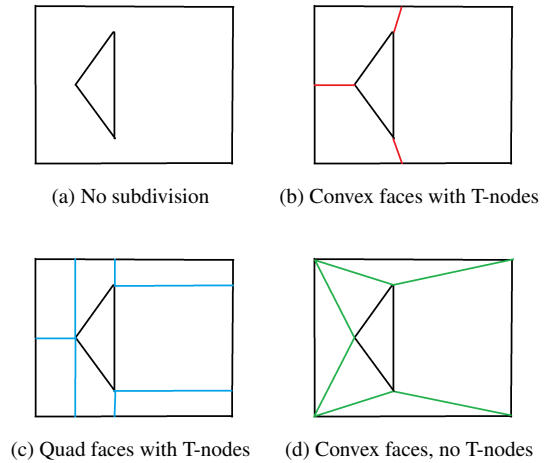 (a) No subdivision
(b) Convex faces with T-nodes
(c) Quad faces with T-nodes
(d) Convex faces, no T-nodes